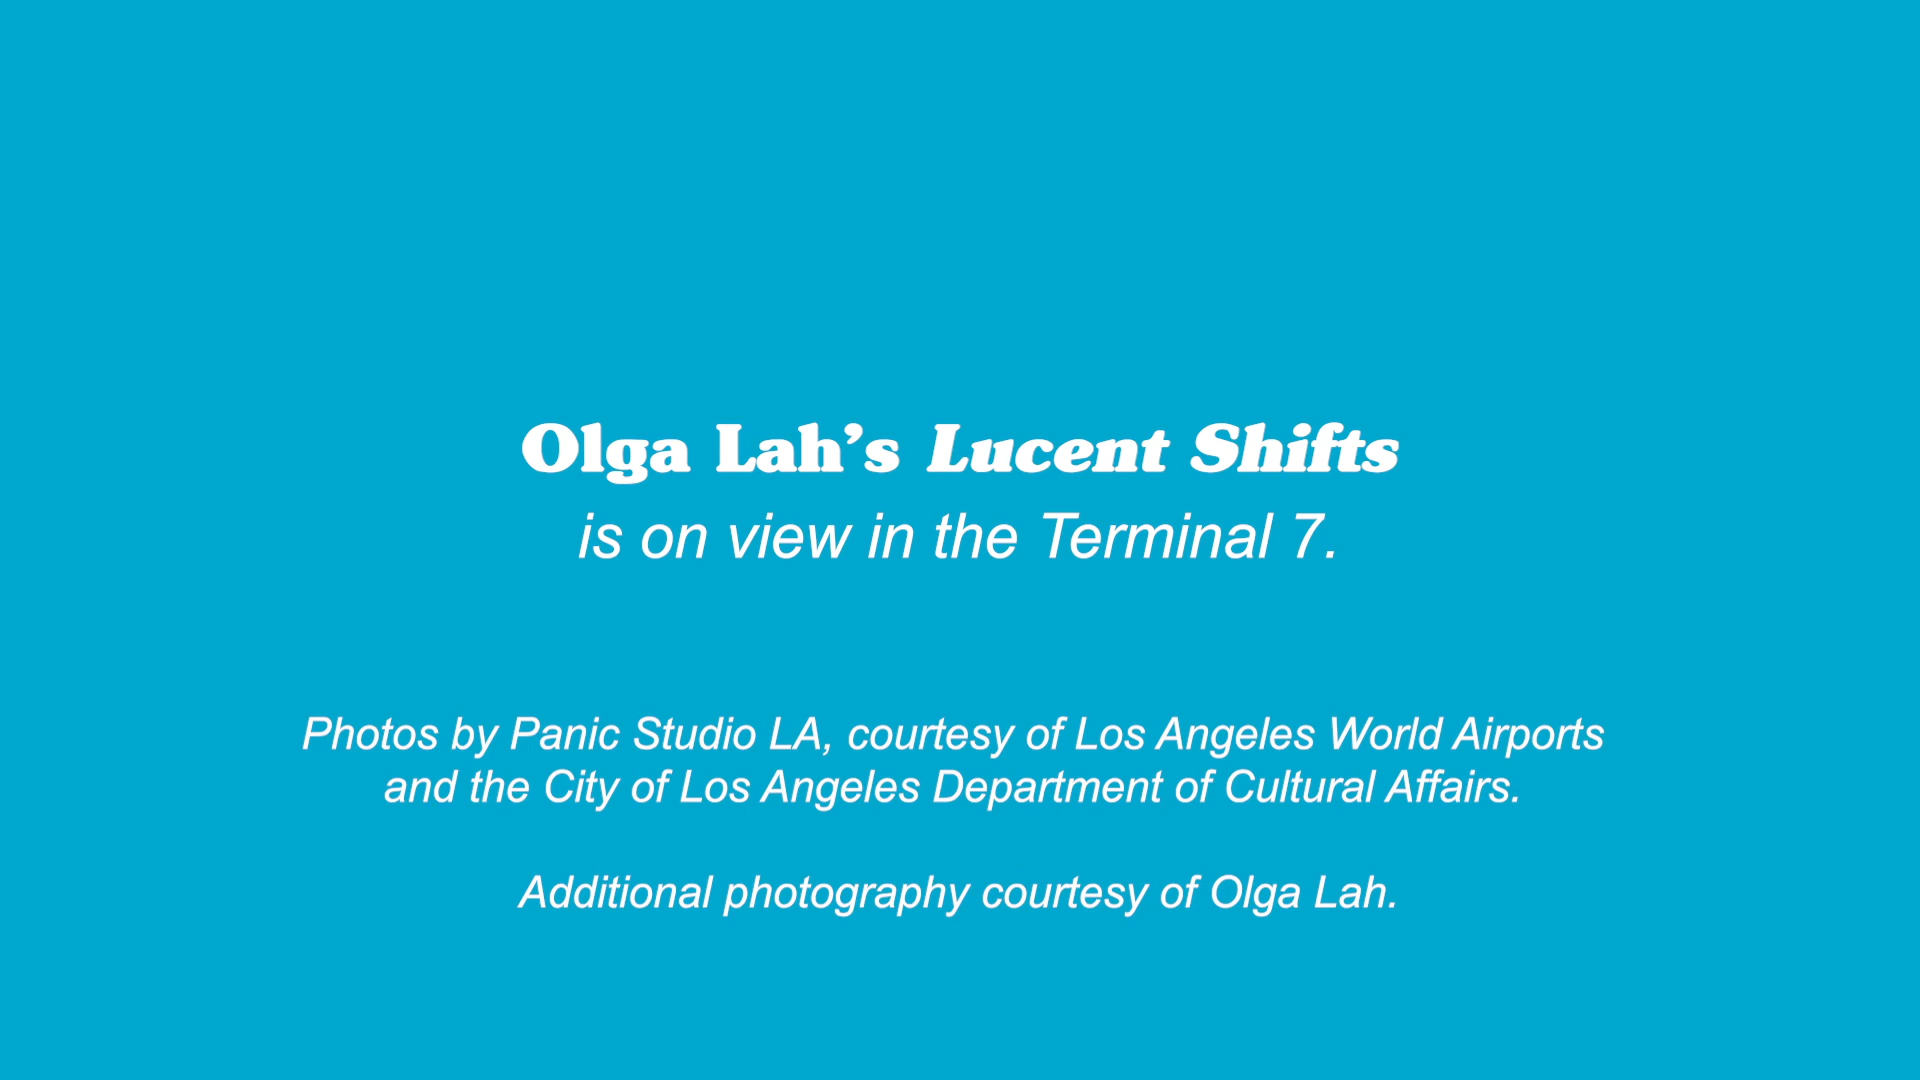 Olga Lah’s Lucent Shifts
is on view in the Terminal 7.
Photos by Panic Studio LA, courtesy of Los Angeles World Airports
and the City of Los Angeles Department of Cultural Affairs.
Additional photography courtesy of Olga Lah.